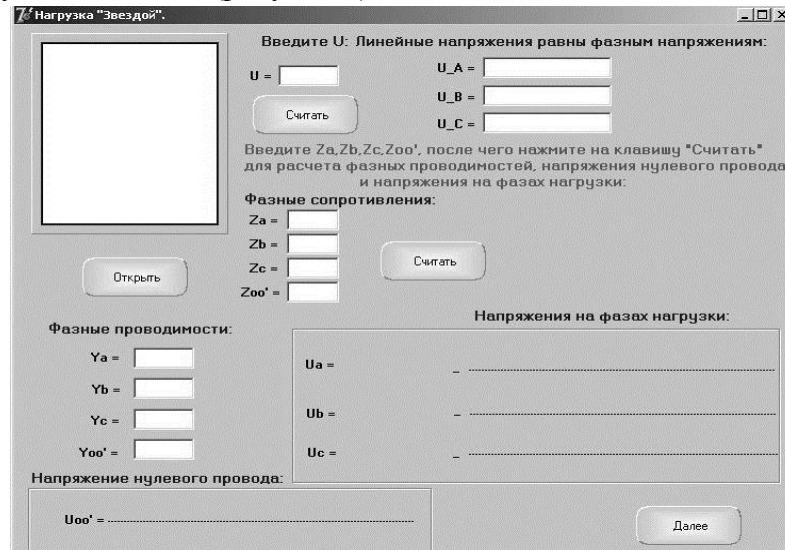 Нагрузка "Звездой".
Введите U: Линейные напряжения равны фазным напряжениям:
U = U_A =
U_B =
Считать
U_C =
Введите Za,Zb,Zc,Zoo', после чего нажмите на клавишу "Считать"
для расчета фазных проводимостей, напряжения нулевого провода
и напряжения на фазах нагрузки:
Фазные сопротивления:
Za =
Zb =
Zc =
Zoo' =
Считать
Открыть
Напряжения на фазах нагрузки:
Фазные проводимости:
Ya =
Yb =
Yc =
Yoo' =
Ua = -
Ub = -
Uc = -
Напряжение нулевого провода:
Uoo' =
Далее